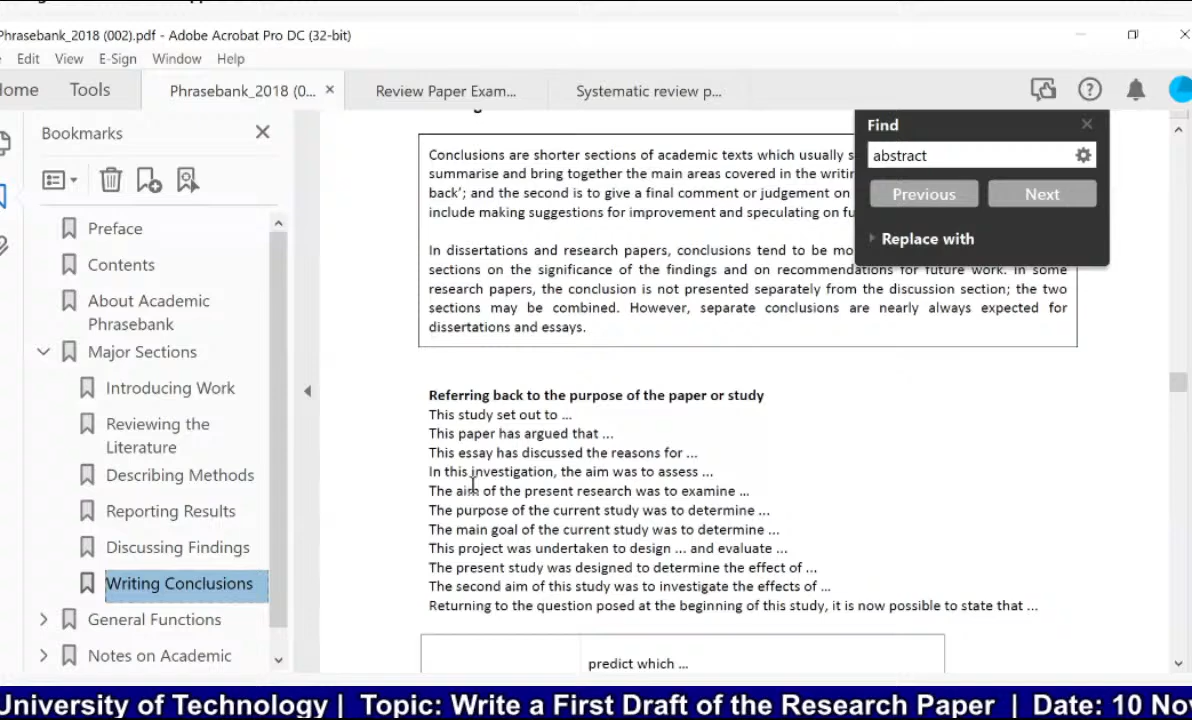 Phrasebank_2018 (002).pdf - Adobe Acrobat Pro DC (32-bit)
Edit View E-Sign Window Help
ome Tools Phrasebank_2018 (0... × Review Paper Exam... Systematic review p...
Bookmarks
Preface
Contents
About Academic
Phrasebank
Major Sections
Introducing Work
Reviewing the
Literature
Describing Methods
Reporting Results
Discussing Findings
Writing Conclusions
General Functions
Notes on Academic
Find
abstract
Previous Next
Replace with
Conclusions are shorter sections of academic texts which usually s
summarise and bring together the main areas covered in the writin
back'; and the second is to give a final comment or judgement on
include making suggestions for improvement and speculating on fu
In dissertations and research papers, conclusions tend to be mo
sections on the significance of the findings and on recommendations for future work. In some
research papers, the conclusion is not presented separately from the discussion section; the two
sections may be combined. However, separate conclusions are nearly always expected for
dissertations and essays.
Referring back to the purpose of the paper or study
This study set out to ...
This paper has argued that ...
This essay has discussed the reasons for ...
In this investigation, the aim was to assess ...
The aim of the present research was to examine ...
The purpose of the current study was to determine ...
The main goal of the current study was to determine ...
This project was undertaken to design ... and evaluate ...
The present study was designed to determine the effect of ...
The second aim of this study was to investigate the effects of ...
Returning to the question posed at the beginning of this study, it is now possible to state that ...
predict which ...
University of Technology | Topic: Write a First Draft of the Research Paper | Date: 10 Nov